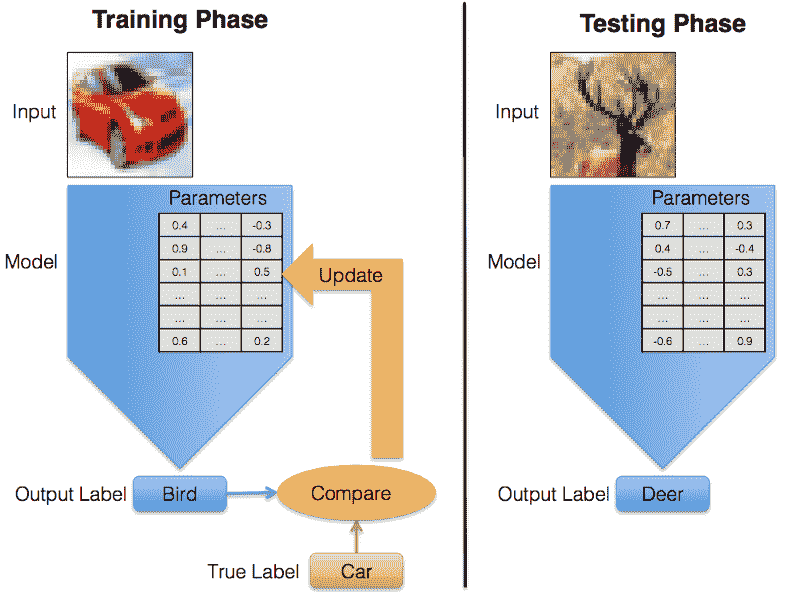 Training Phase
Input
Model
Parameters
0.4 ... -0.3
0.9 ... -0.8
0.1 ... 0.5
... ... ...
... ... ...
0.6 ... 0.2
Update
Output Label
Bird
Compare
True Label
Car
Testing Phase
Input
Model
Parameters
0.7 ... 0.3
0.4 ... -0.4
-0.5 ... 0.3
... ... ...
... ... ...
-0.6 ... 0.9
Output Label
Deer